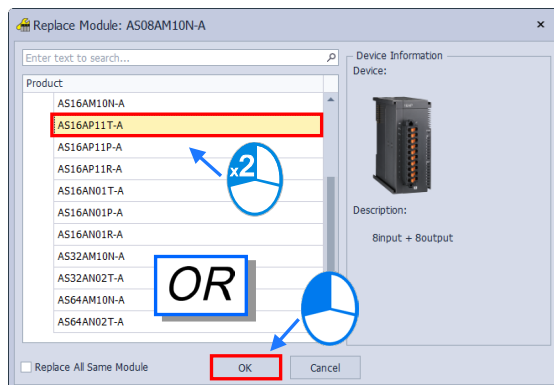 Replace Module: AS08AM10N-A
Enter text to search...
Product
AS16AM10N-A
AS16AP11T-A
AS16AP11P-A
AS16AP11R-A
AS16AN01T-A
AS16AN01P-A
AS16AN01R-A
AS32AM10N-A
AS32AN02T-A
AS64AM10N-A
AS64AN02T-A
x2
OR
Replace All Same Module
OK
Cancel
Device Information
Device:
Description:
8input + 8output